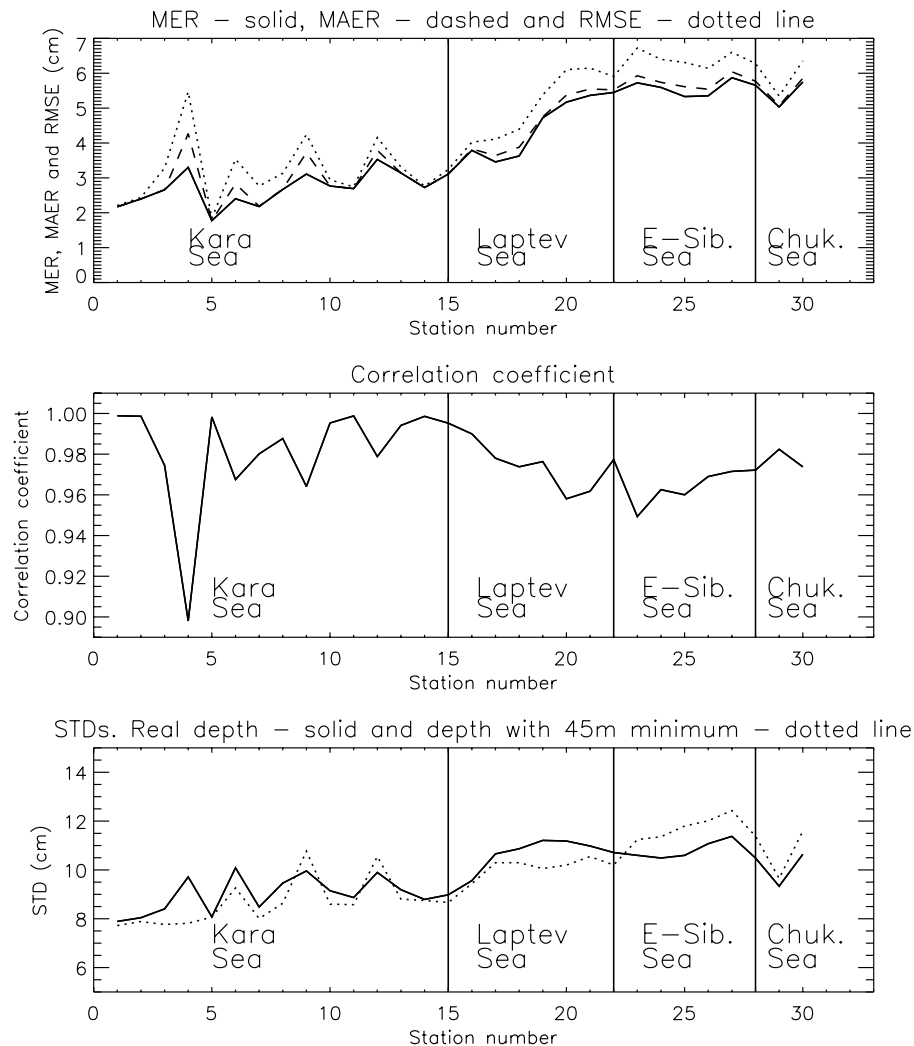 MER – solid, MAER – dashed and RMSE – dotted line
MER, MAER and RMSE (cm)
7
6
5
4
3
2
1
0
Kara
Sea
Laptev
Sea
E–Sib.
Sea
Chuk.
Sea
0 5 10 15 20 25 30
Station number
Correlation coefficient
Correlation coefficient
1.00
0.98
0.96
0.94
0.92
0.90
Kara
Sea
Laptev
Sea
E–Sib.
Sea
Chuk.
Sea
0 5 10 15 20 25 30
Station number
STDs. Real depth – solid and depth with 45m minimum – dotted line
STD (cm)
14
12
10
8
6
Kara
Sea
Laptev
Sea
E–Sib.
Sea
Chuk.
Sea
0 5 10 15 20 25 30
Station number